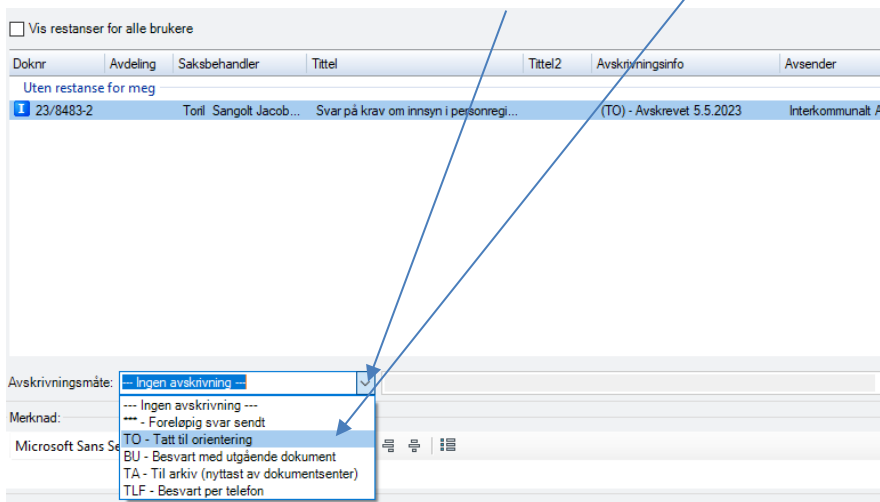 Vis restanser for alle brukere
Doknr Avdeling Saksbehandler Tittel Tittel2 Avskrivningsinfo Avsender
Uten restanse for meg
I 23/8483-2 Toril Sangolt Jacob... Svar på krav om innsyn i personregi... (TO) - Avskrevet 5.5.2023 Interkommunalt A
Avskrivningsmåte: --- Ingen avskrivning ---
--- Ingen avskrivning ---
Merknad:
*** - Foreløpig svar sendt
Microsoft Sans Se
TO - Tatt til orientering
BU - Besvart med utgående dokument
TA - Til arkiv (nyttast av dokumentsenter)
TLF - Besvart per telefon